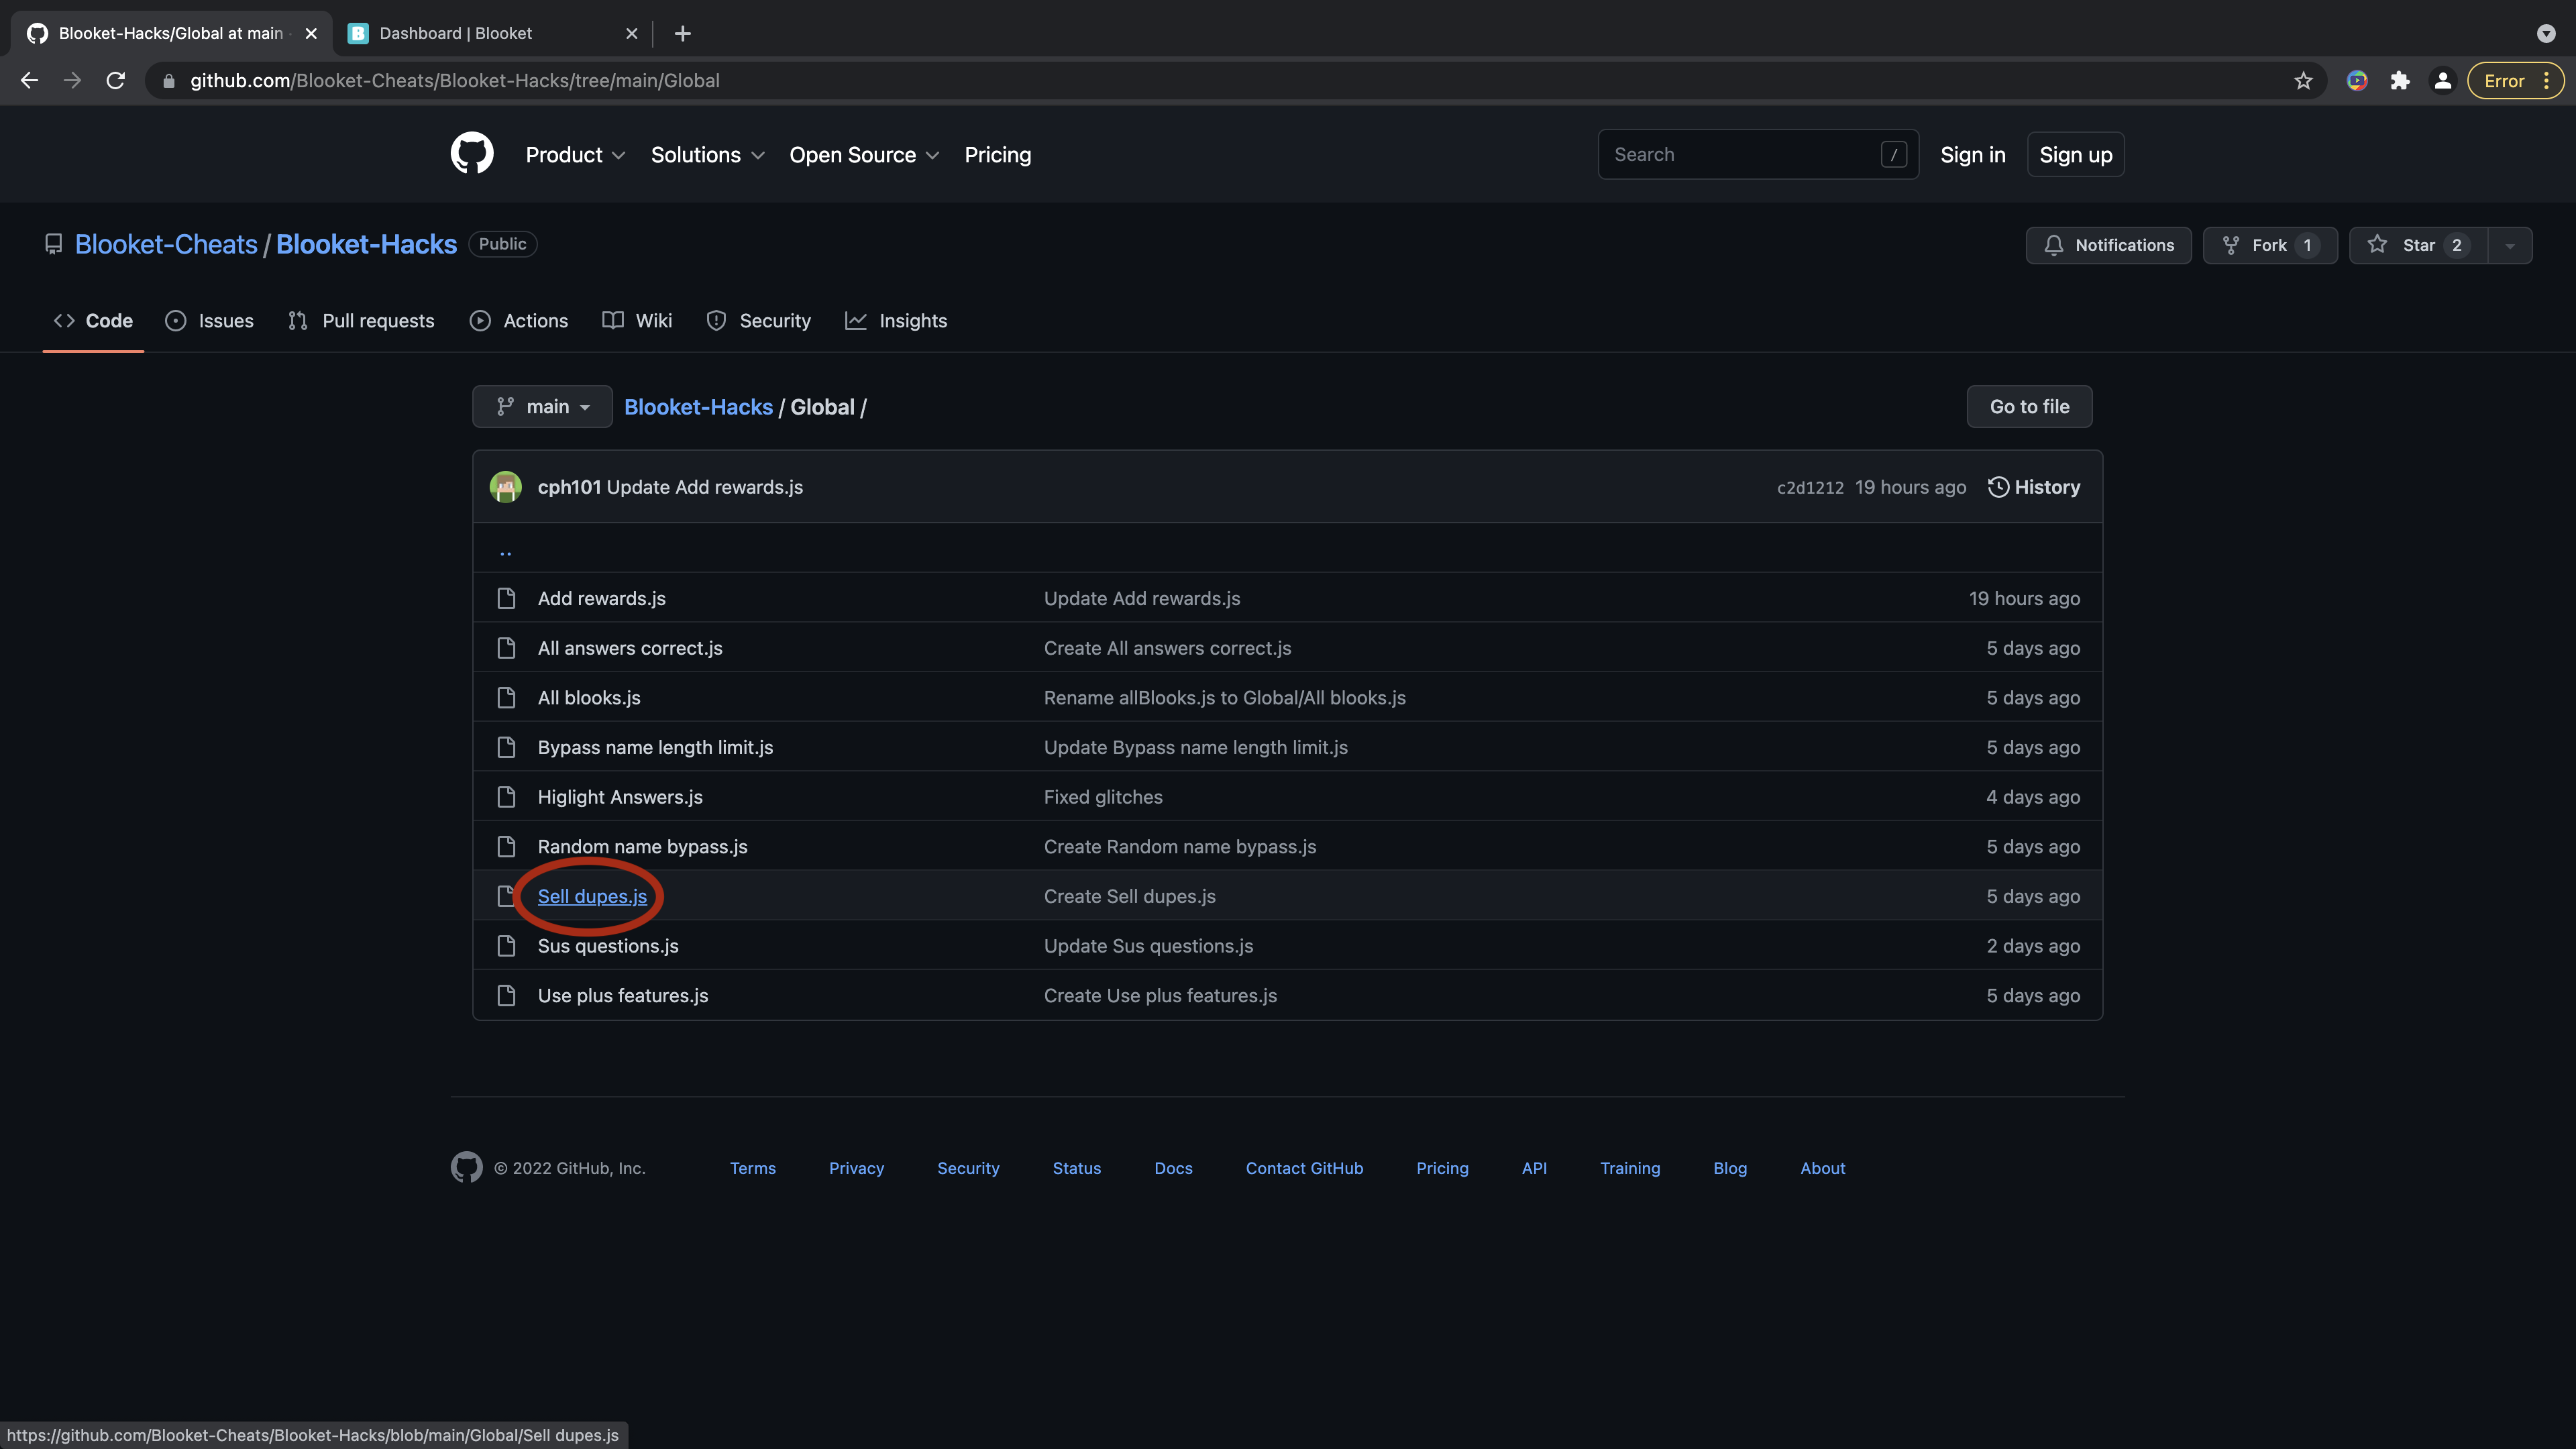 Blooket-Hacks/Global at main
Dashboard | Blooket
github.com/Blooket-Cheats/Blooket-Hacks/tree/main/Global
Error
Product Solutions Open Source Pricing
Search / Sign in Sign up
Blooket-Cheats / Blooket-Hacks Public
Notifications Fork 1 Star 2
Code Issues Pull requests Actions Wiki Security Insights
main Blooket-Hacks / Global / Go to file
cph101 Update Add rewards.js c2d1212 19 hours ago History
..
Add rewards.js Update Add rewards.js 19 hours ago
All answers correct.js Create All answers correct.js 5 days ago
All blooks.js Rename allBlooks.js to Global/All blooks.js 5 days ago
Bypass name length limit.js Update Bypass name length limit.js 5 days ago
Higlight Answers.js Fixed glitches 4 days ago
Random name bypass.js Create Random name bypass.js 5 days ago
Sell dupes.js Create Sell dupes.js 5 days ago
Sus questions.js Update Sus questions.js 2 days ago
Use plus features.js Create Use plus features.js 5 days ago
© 2022 GitHub, Inc. Terms Privacy Security Status Docs Contact GitHub Pricing API Training Blog About
https://github.com/Blooket-Cheats/Blooket-Hacks/blob/main/Global/Sell dupes.js